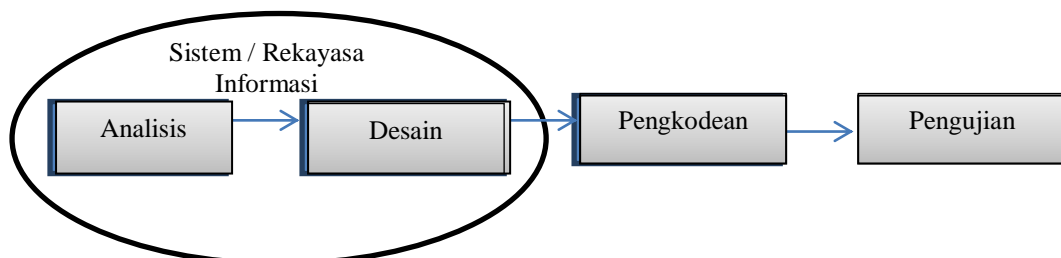 Sistem / Rekayasa
Informasi
Analisis
Desain
Pengkodean
Pengujian